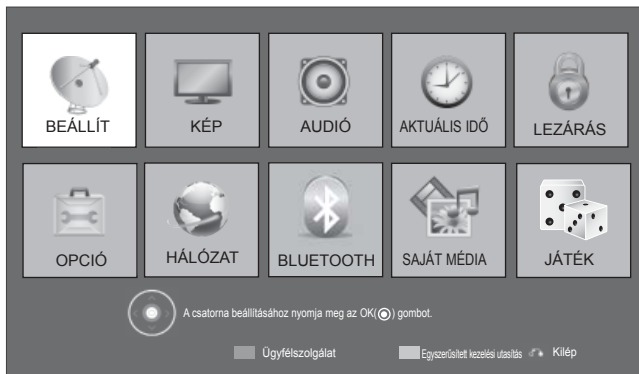 BEÁLLÍT KÉP AUDIÓ AKTUÁLIS IDŐ LEZÁRÁS
OPCIÓ HÁLÓZAT BLUETOOTH SAJÁT MÉDIA JÁTÉK
A csatorna beállításához nyomja meg az OK(◉) gombot.
Ügyfélszolgálat Egyszerűsített kezelési utasítás Kilép